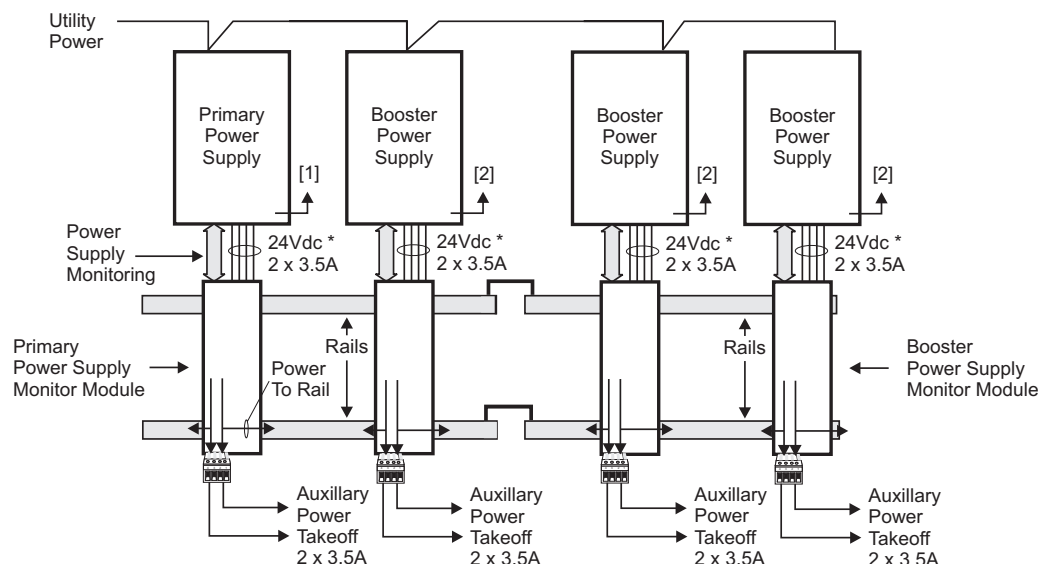 Utility
Power
Primary
Power
Supply
[1]
Booster
Power
Supply
[2]
Booster
Power
Supply
[2]
Booster
Power
Supply
[2]
Power
Supply
Monitoring
24Vdc *
2 x 3.5A
24Vdc *
2 x 3.5A
24Vdc *
2 x 3.5A
24Vdc *
2 x 3.5A
Primary
Power Supply
Monitor Module
Power
To Rail
Rails
Rails
Booster
Power Supply
Monitor Module
Auxillary
Power
Takeoff
2 x 3.5A
Auxillary
Power
Takeoff
2 x 3.5A
Auxillary
Power
Takeoff
2 x 3.5A
Auxillary
Power
Takeoff
2 x 3.5A